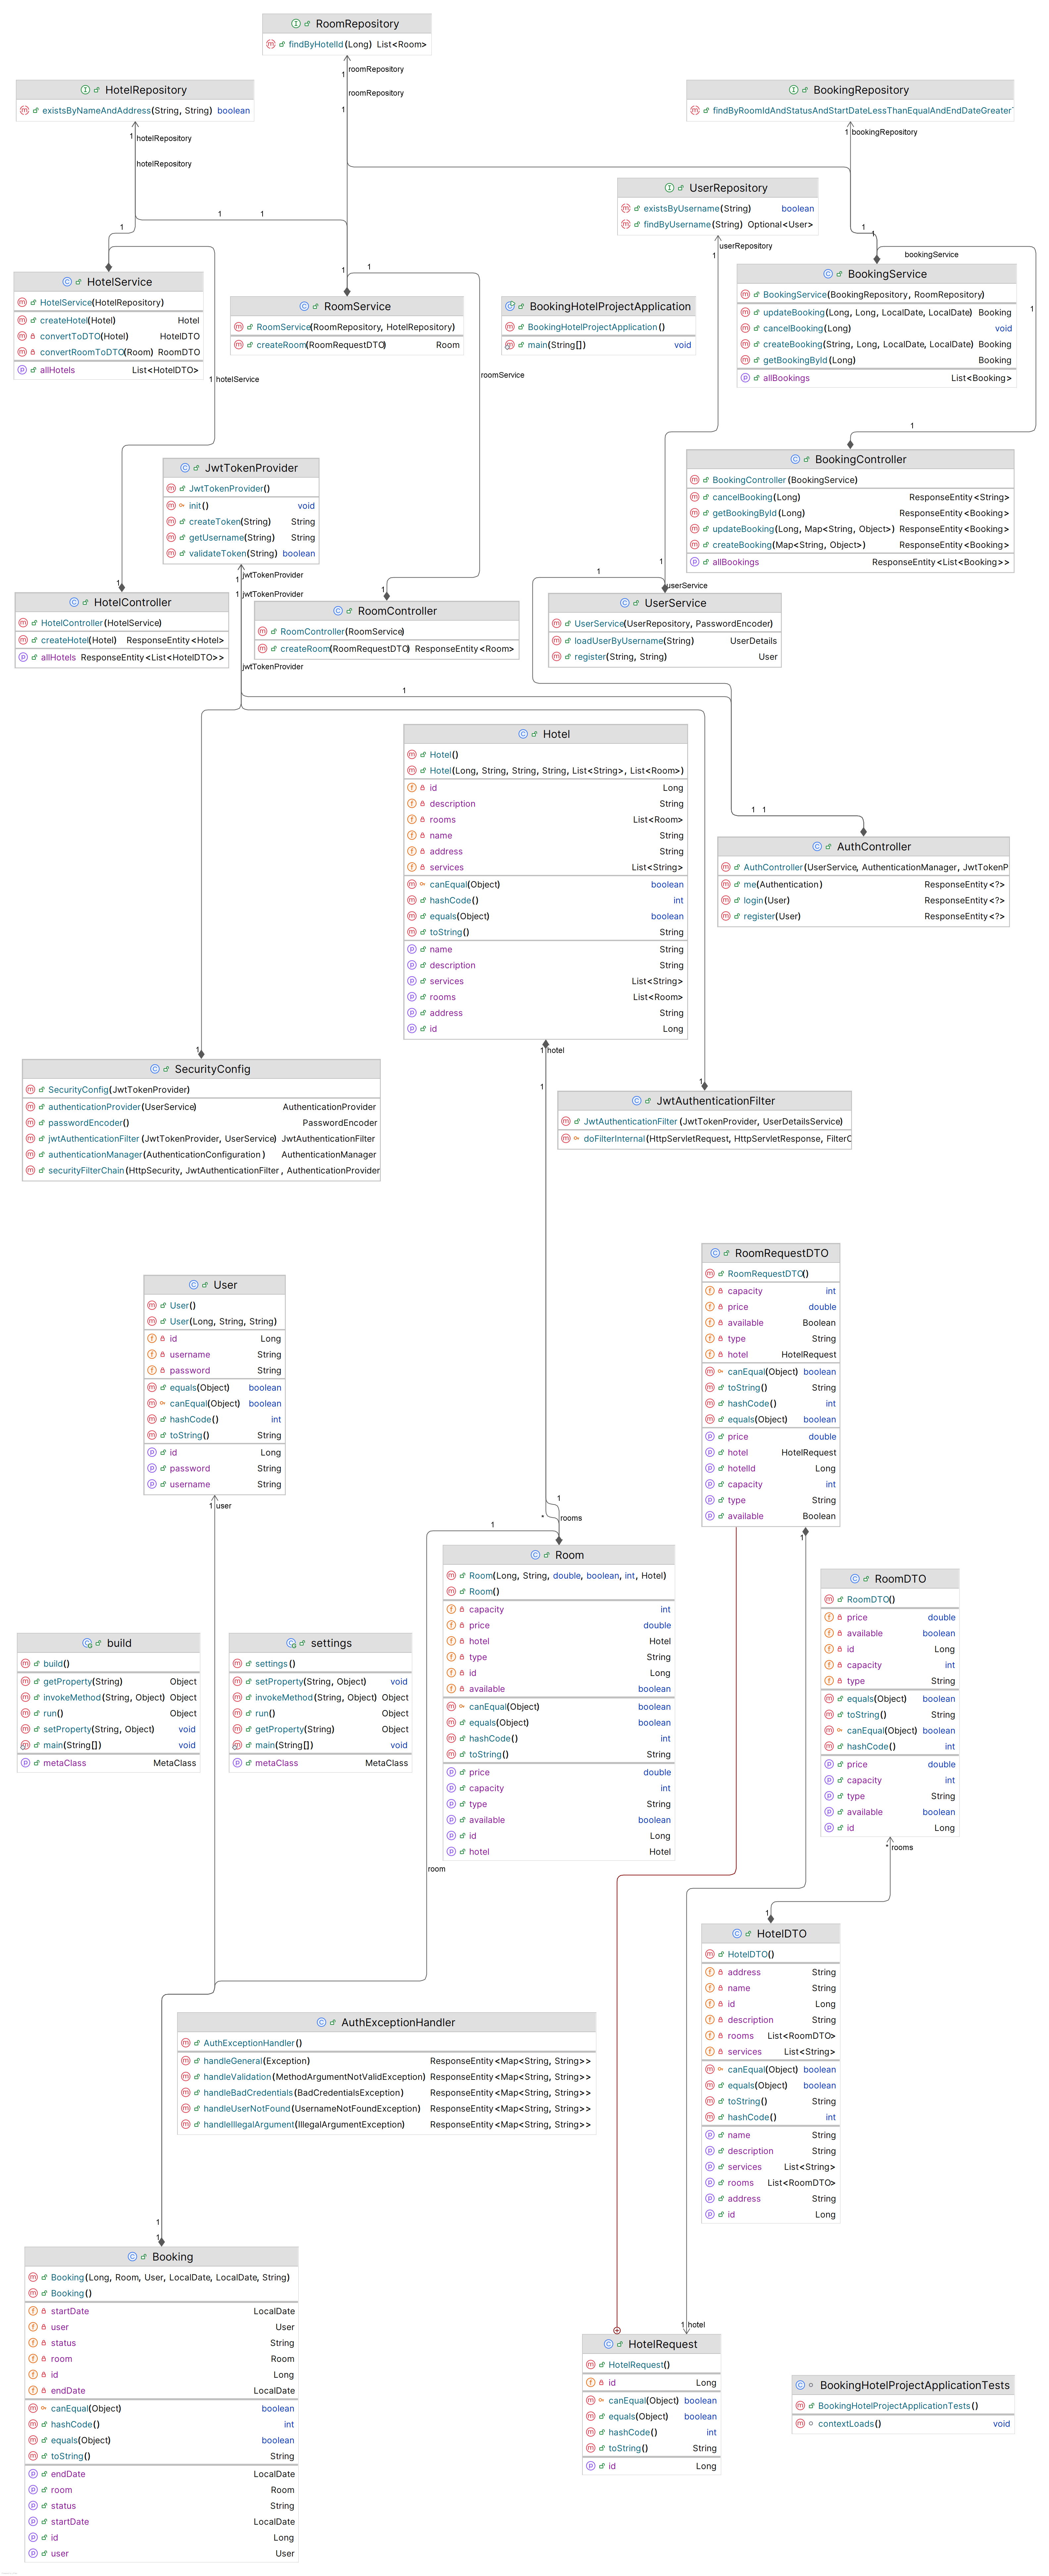 RoomRepository
findByHotelId(Long) List<Room>
1 roomRepository
roomRepository
1
HotelRepository
existsByNameAndAddress(String, String) boolean
1 hotelRepository
hotelRepository
1
1 1
BookingRepository
findByRoomIdAndStatusAndStartDateLessThanEqualAndEndDateGreater
1 bookingRepository
1
1
UserRepository
existsByUsername(String) boolean
findByUsername(String) Optional<User>
userRepository
1
HotelService
HotelService(HotelRepository)
createHotel(Hotel) Hotel
convertToDTO(Hotel) HotelDTO
convertRoomToDTO(Room) RoomDTO
allHotels List<HotelDTO>
1 hotelService
1 1
RoomService
RoomService(RoomRepository, HotelRepository)
createRoom(RoomRequestDTO) Room
roomService
BookingHotelProjectApplication
BookingHotelProjectApplication()
main(String[]) void
bookingService
BookingService
BookingService(BookingRepository, RoomRepository)
updateBooking(Long, Long, LocalDate, LocalDate) Booking
cancelBooking(Long) void
createBooking(String, Long, LocalDate, LocalDate) Booking
getBookingById(Long) Booking
allBookings List<Booking>
1
1
BookingController
BookingController(BookingService)
cancelBooking(Long) ResponseEntity<String>
getBookingById(Long) ResponseEntity<Booking>
updateBooking(Long, Map<String, Object>) ResponseEntity<Booking>
createBooking(Map<String, Object>) ResponseEntity<Booking>
allBookings ResponseEntity<List<Booking>>
JwtTokenProvider
JwtTokenProvider()
init() void
createToken(String) String
getUsername(String) String
validateToken(String) boolean
1 jwtTokenProvider
1 jwtTokenProvider
jwtTokenProvider
1
HotelController
HotelController(HotelService)
createHotel(Hotel) ResponseEntity<Hotel>
allHotels ResponseEntity<List<HotelDTO>>
1
RoomController
RoomController(RoomService)
createRoom(RoomRequestDTO) ResponseEntity<Room>
1
1
userService
UserService
UserService(UserRepository, PasswordEncoder)
loadUserByUsername(String) UserDetails
register(String, String) User
1
Hotel
Hotel()
Hotel(Long, String, String, String, List<String>, List<Room>)
id Long
description String
rooms List<Room>
name String
address String
services List<String>
canEqual(Object) boolean
hashCode() int
equals(Object) boolean
toString() String
name String
description String
services List<String>
rooms List<Room>
address String
id Long
1 hotel
1
1 1
AuthController
AuthController(UserService, AuthenticationManager, JwtTokenP
me(Authentication) ResponseEntity<?>
login(User) ResponseEntity<?>
register(User) ResponseEntity<?>
1
SecurityConfig
SecurityConfig(JwtTokenProvider)
authenticationProvider(UserService) AuthenticationProvider
passwordEncoder() PasswordEncoder
jwtAuthenticationFilter(JwtTokenProvider, UserService) JwtAuthenticationFilter
authenticationManager(AuthenticationConfiguration) AuthenticationManager
securityFilterChain(HttpSecurity, JwtAuthenticationFilter, AuthenticationProvider
1
JwtAuthenticationFilter
JwtAuthenticationFilter(JwtTokenProvider, UserDetailsService)
doFilterInternal(HttpServletRequest, HttpServletResponse, FilterC
User
User()
User(Long, String, String)
id Long
username String
password String
equals(Object) boolean
canEqual(Object) boolean
hashCode() int
toString() String
id Long
password String
username String
1 user
RoomRequestDTO
RoomRequestDTO()
capacity int
price double
available Boolean
type String
hotel HotelRequest
canEqual(Object) boolean
toString() String
hashCode() int
equals(Object) boolean
price double
hotel HotelRequest
hotelId Long
capacity int
type String
available Boolean
1
1
* rooms
1
Room
Room(Long, String, double, boolean, int, Hotel)
Room()
capacity int
price double
hotel Hotel
type String
id Long
available boolean
canEqual(Object) boolean
equals(Object) boolean
hashCode() int
toString() String
price double
capacity int
type String
available boolean
id Long
hotel Hotel
room
RoomDTO
RoomDTO()
price double
available boolean
id Long
capacity int
type String
equals(Object) boolean
toString() String
canEqual(Object) boolean
hashCode() int
price double
capacity int
type String
available boolean
id Long
* rooms
build
build()
getProperty(String) Object
invokeMethod(String, Object) Object
run() Object
setProperty(String, Object) void
main(String[]) void
metaClass MetaClass
settings
settings()
setProperty(String, Object) void
invokeMethod(String, Object) Object
run() Object
getProperty(String) Object
main(String[]) void
metaClass MetaClass
1
HotelDTO
HotelDTO()
address String
name String
id Long
description String
rooms List<RoomDTO>
services List<String>
canEqual(Object) boolean
equals(Object) boolean
toString() String
hashCode() int
name String
description String
services List<String>
rooms List<RoomDTO>
address String
id Long
AuthExceptionHandler
AuthExceptionHandler()
handleGeneral(Exception) ResponseEntity<Map<String, String>>
handleValidation(MethodArgumentNotValidException) ResponseEntity<Map<String, String>>
handleBadCredentials(BadCredentialsException) ResponseEntity<Map<String, String>>
handleUserNotFound(UsernameNotFoundException) ResponseEntity<Map<String, String>>
handleIllegalArgument(IllegalArgumentException) ResponseEntity<Map<String, String>>
1
1
Booking
Booking(Long, Room, User, LocalDate, LocalDate, String)
Booking()
startDate LocalDate
user User
status String
room Room
id Long
endDate LocalDate
canEqual(Object) boolean
hashCode() int
equals(Object) boolean
toString() String
endDate LocalDate
room Room
status String
startDate LocalDate
id Long
user User
1 hotel
HotelRequest
HotelRequest()
id Long
canEqual(Object) boolean
equals(Object) boolean
hashCode() int
toString() String
id Long
BookingHotelProjectApplicationTests
BookingHotelProjectApplicationTests()
contextLoads() void